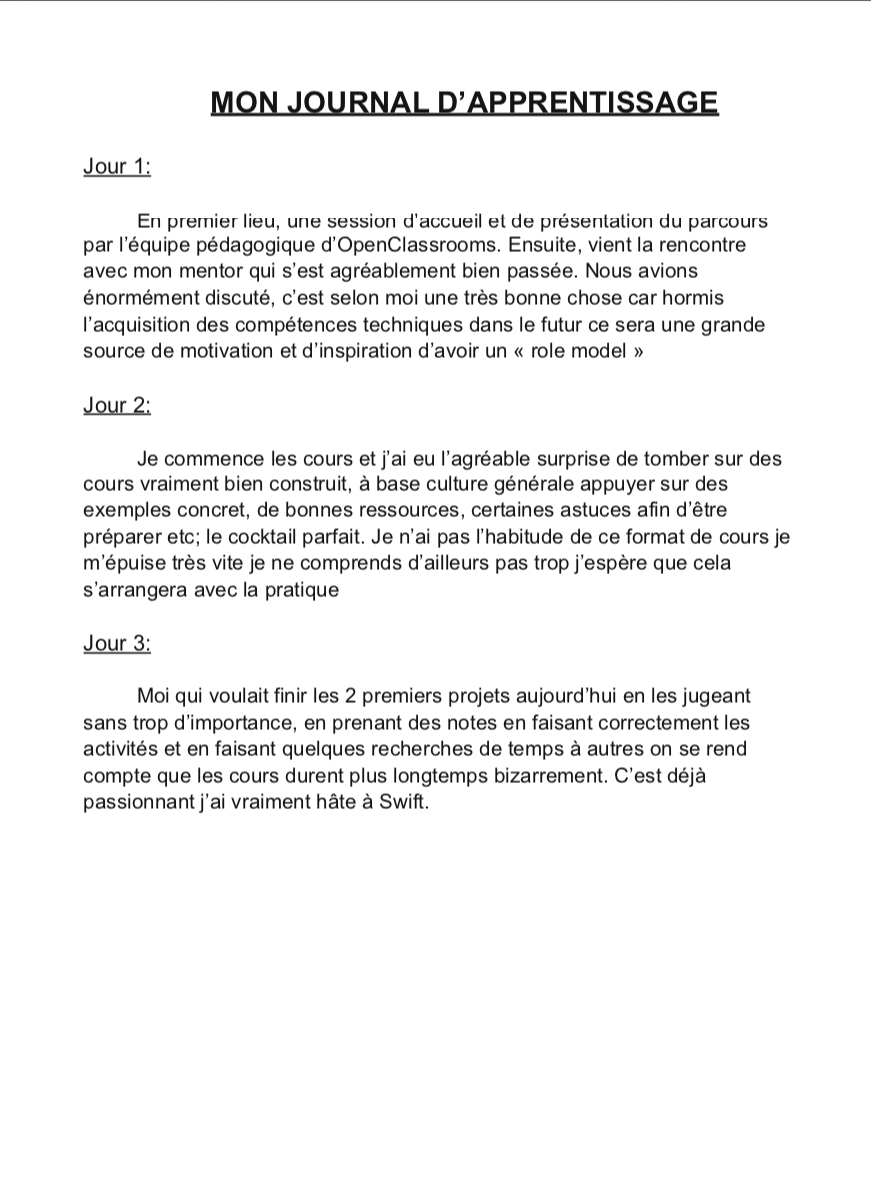 MON JOURNAL D’APPRENTISSAGE
Jour 1:
En premier lieu, une session d’accueil et de présentation du parcours
par l’équipe pédagogique d’OpenClassrooms. Ensuite, vient la rencontre
avec mon mentor qui s’est agréablement bien passée. Nous avions
énormément discuté, c’est selon moi une très bonne chose car hormis
l’acquisition des compétences techniques dans le futur ce sera une grande
source de motivation et d’inspiration d’avoir un « role model »
Jour 2:
Je commence les cours et j’ai eu l’agréable surprise de tomber sur des
cours vraiment bien construit, à base culture générale appuyer sur des
exemples concret, de bonnes ressources, certaines astuces afin d’être
préparer etc; le cocktail parfait. Je n’ai pas l’habitude de ce format de cours je
m’épuise très vite je ne comprends d’ailleurs pas trop j’espère que cela
s’arrangera avec la pratique
Jour 3:
Moi qui voulait finir les 2 premiers projets aujourd’hui en les jugeant
sans trop d’importance, en prenant des notes en faisant correctement les
activités et en faisant quelques recherches de temps à autres on se rend
compte que les cours durent plus longtemps bizarrement. C’est déjà
passionnant j’ai vraiment hâte à Swift.